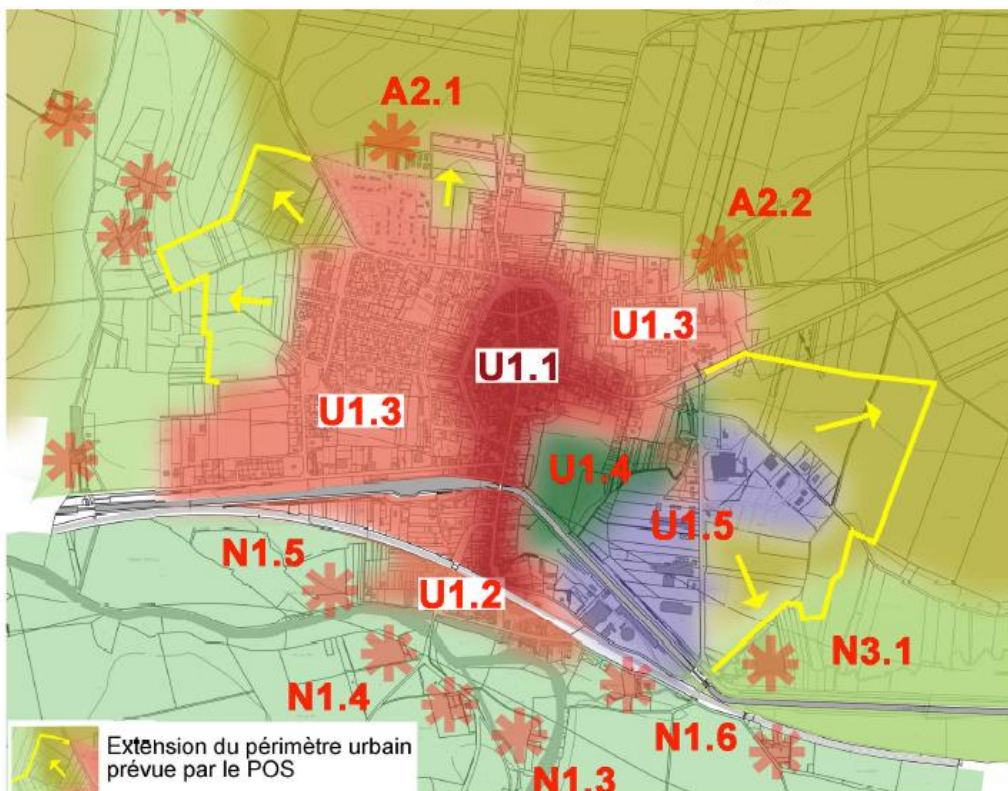 A2.1
A2.2
U1.3
U1.1
U1.3
U1.4
U1.5
N1.5
U1.2
N3.1
N1.4
N1.6
N1.3
Extension du périmètre urbain
prévue par le POS